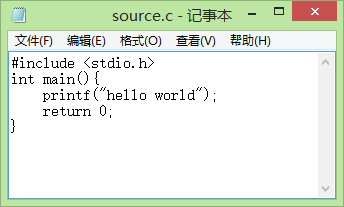 source.c - 记事本
文件(F) 编辑(E) 格式(O) 查看(V) 帮助(H)
#include <stdio.h>
int main(){
    printf("hello world");
    return 0;
}